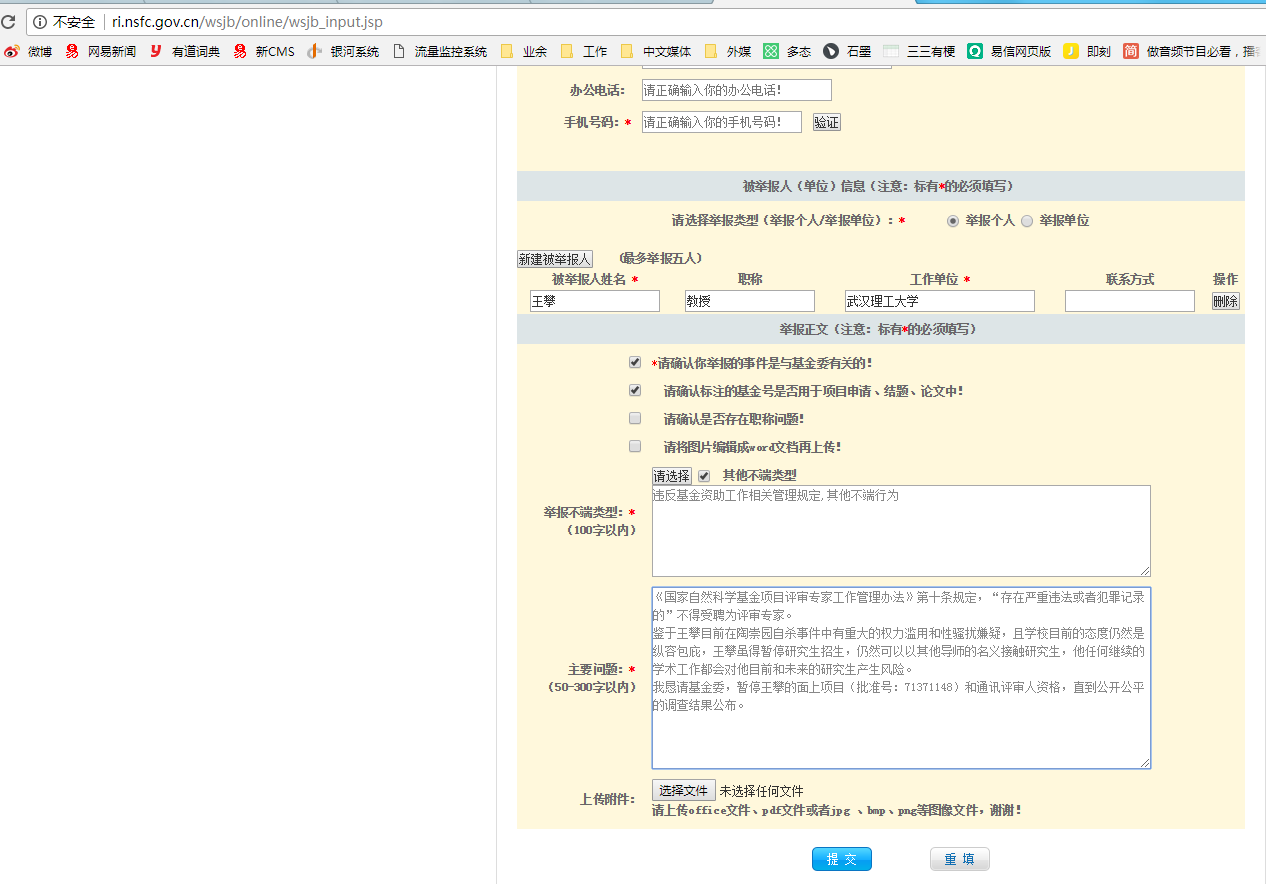 不安全 ri.nsfc.gov.cn/wsjb/online/wsjb_input.jsp
微博 网易新闻 有道词典 新CMS 银河系统 流量监控系统 业余 工作 中文媒体 外媒 多态 石墨 三三有梗 易信网页版 即刻 简 做音频节目必看，播
办公电话： 请正确输入你的办公电话！
手机号码：* 请正确输入你的手机号码！ 验证
被举报人（单位）信息（注意：标有*的必须填写）
请选择举报类型（举报个人/举报单位）：* 举报个人 举报单位
新建被举报人 （最多举报五人）
被举报人姓名 * 职称 工作单位 * 联系方式 操作
王攀 教授 武汉理工大学 删除
举报正文（注意：标有*的必须填写）
*请确认你举报的事件是与基金委有关的！
请确认标注的基金号是否用于项目申请、结题、论文中！
请确认是否存在职称问题！
请将图片编辑成word文档再上传！
请选择 其他不端类型
举报不端类型：*
（100字以内）
违反基金资助工作相关管理规定,其他不端行为
主要问题：*
（50-300字以内）
《国家自然科学基金项目评审专家工作管理办法》第十条规定，“存在严重违法或者犯罪记录
的”不得受聘为评审专家。
鉴于王攀目前在陶崇园自杀事件中有重大的权力滥用和性骚扰嫌疑，且学校目前的态度仍然是
纵容包庇，王攀虽得暂停研究生招生，仍然可以以其他导师的名义接触研究生，他任何继续的
学术工作都会对他目前和未来的研究生产生风险。
我恳请基金委，暂停王攀的面上项目（批准号：71371148）和通讯评审人资格，直到公开公平
的调查结果公布。
上传附件： 选择文件 未选择任何文件
请上传office文件、pdf文件或者jpg 、bmp、png等图像文件，谢谢！
提 交 重 填